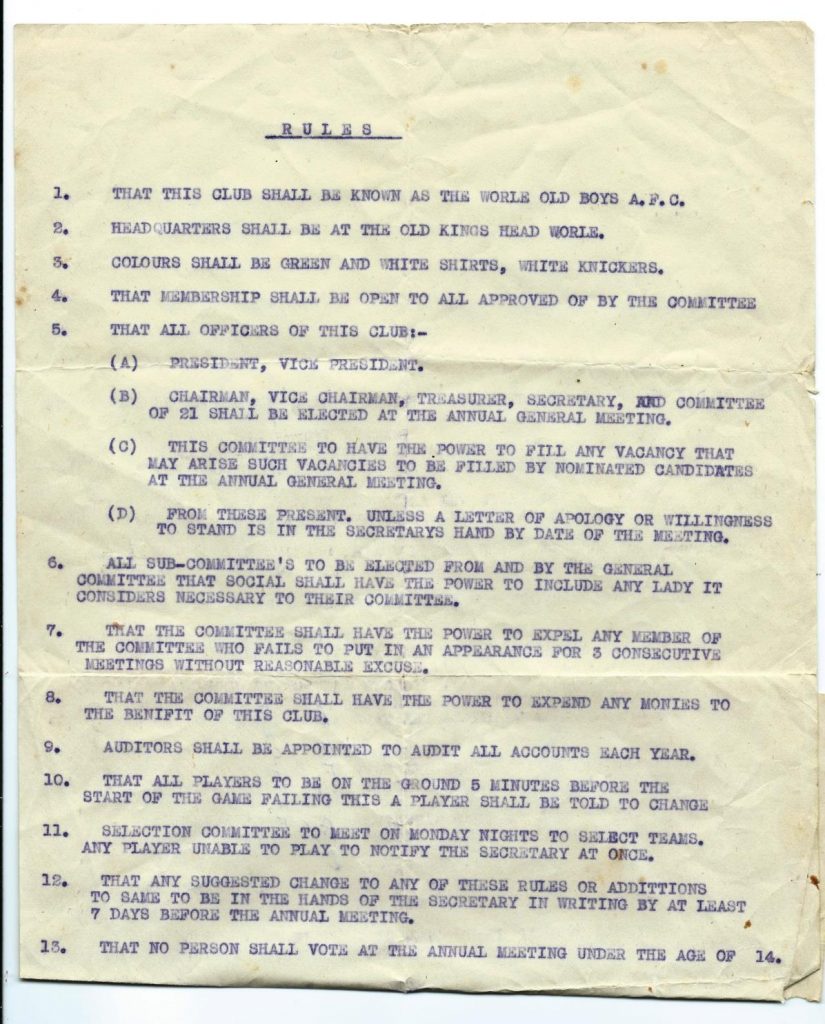 RULES
1. THAT THIS CLUB SHALL BE KNOWN AS THE WORLE OLD BOYS A.F.C.
2. HEADQUARTERS SHALL BE AT THE OLD KINGS HEAD WORLE.
3. COLOURS SHALL BE GREEN AND WHITE SHIRTS, WHITE KNICKERS.
4. THAT MEMBERSHIP SHALL BE OPEN TO ALL APPROVED OF BY THE COMMITTEE
5. THAT ALL OFFICERS OF THIS CLUB:-
(A) PRESIDENT, VICE PRESIDENT.
(B) CHAIRMAN, VICE CHAIRMAN, TREASURER, SECRETARY, AND COMMITTEE
OF 21 SHALL BE ELECTED AT THE ANNUAL GENERAL MEETING.
(C) THIS COMMITTEE TO HAVE THE POWER TO FILL ANY VACANCY THAT
MAY ARISE SUCH VACANCIES TO BE FILLED BY NOMINATED CANDIDATES
AT THE ANNUAL GENERAL MEETING.
(D) FROM THESE PRESENT. UNLESS A LETTER OF APOLOGY OR WILLINGNESS
TO STAND IS IN THE SECRETARYS HAND BY DATE OF THE MEETING.
6. ALL SUB-COMMITTEE'S TO BE ELECTED FROM AND BY THE GENERAL
COMMITTEE THAT SOCIAL SHALL HAVE THE POWER TO INCLUDE ANY LADY IT
CONSIDERS NECESSARY TO THEIR COMMITTEE.
7. THAT THE COMMITTEE SHALL HAVE THE POWER TO EXPEL ANY MEMBER OF
THE COMMITTEE WHO FAILS TO PUT IN AN APPEARANCE FOR 3 CONSECUTIVE
MEETINGS WITHOUT REASONABLE EXCUSE.
8. THAT THE COMMITTEE SHALL HAVE THE POWER TO EXPEND ANY MONIES TO
THE BENIFIT OF THIS CLUB.
9. AUDITORS SHALL BE APPOINTED TO AUDIT ALL ACCOUNTS EACH YEAR.
10. THAT ALL PLAYERS TO BE ON THE GROUND 5 MINUTES BEFORE THE
START OF THE GAME FAILING THIS A PLAYER SHALL BE TOLD TO CHANGE
11. SELECTION COMMITTEE TO MEET ON MONDAY NIGHTS TO SELECT TEAMS.
ANY PLAYER UNABLE TO PLAY TO NOTIFY THE SECRETARY AT ONCE.
12. THAT ANY SUGGESTED CHANGE TO ANY OF THESE RULES OR ADDITTIONS
TO SAME TO BE IN THE HANDS OF THE SECRETARY IN WRITING BY AT LEAST
7 DAYS BEFORE THE ANNUAL MEETING.
13. THAT NO PERSON SHALL VOTE AT THE ANNUAL MEETING UNDER THE AGE OF 14.